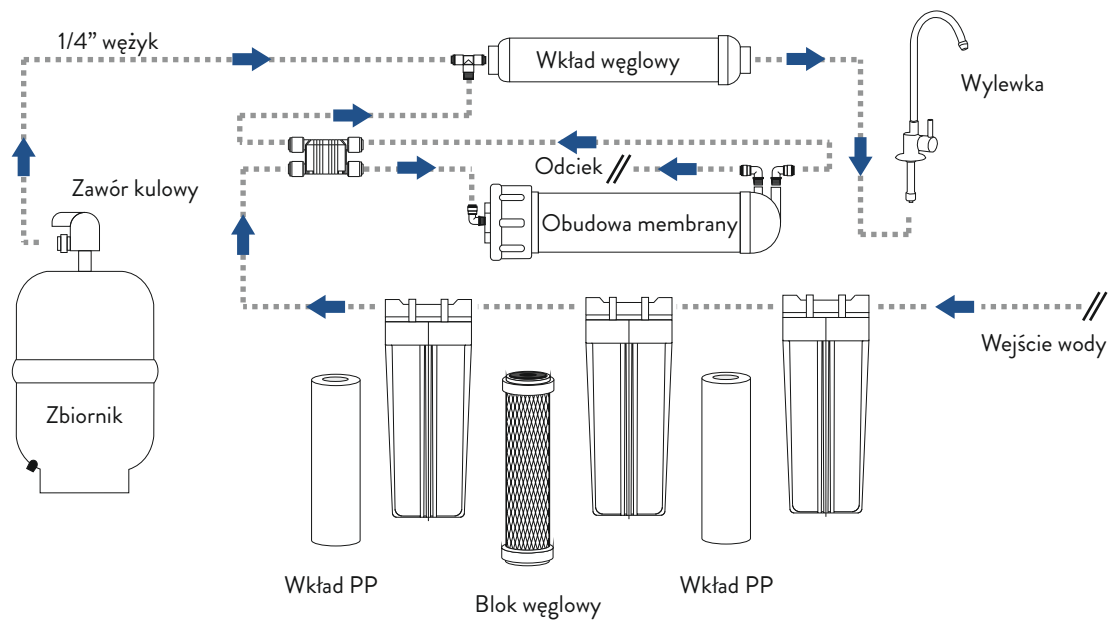 1/4” wężyk
Wkład węglowy
Wylewka
Odciek
Zawór kulowy
Obudowa membrany
Wejście wody
Zbiornik
Wkład PP
Blok węglowy
Wkład PP